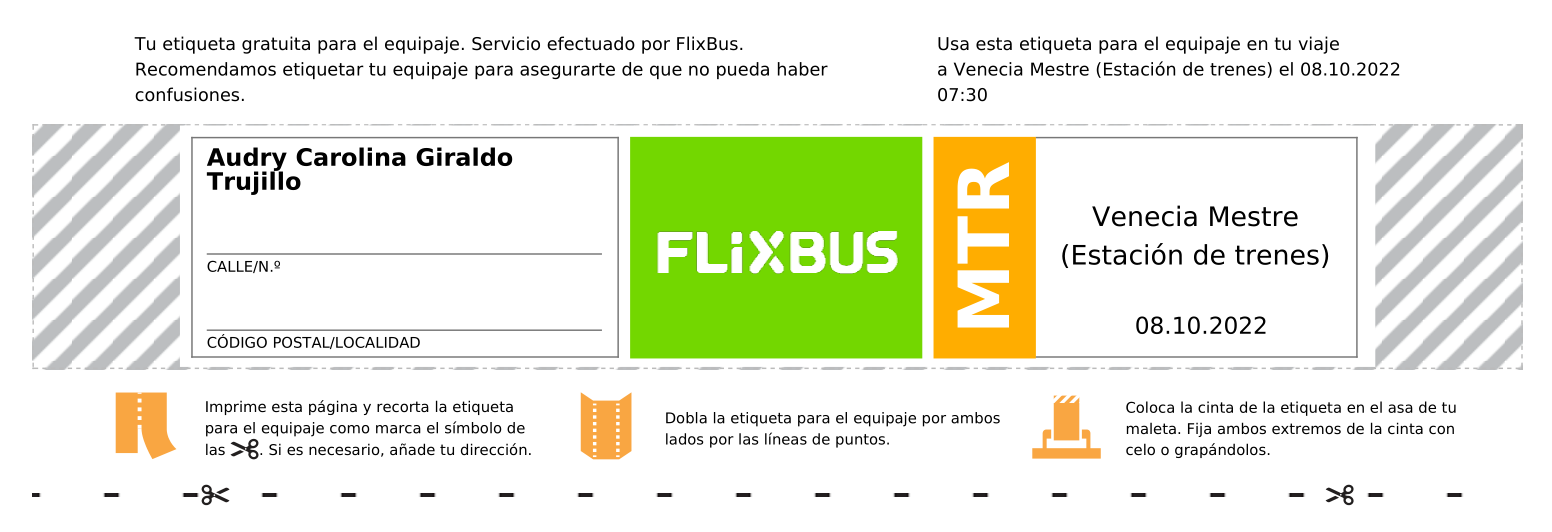 Tu etiqueta gratuita para el equipaje. Servicio efectuado por FlixBus.
Recomendamos etiquetar tu equipaje para asegurarte de que no pueda haber
confusiones.
Usa esta etiqueta para el equipaje en tu viaje
a Venecia Mestre (Estación de trenes) el 08.10.2022
07:30
Audry Carolina Giraldo
Trujillo
CALLE/N.º
CÓDIGO POSTAL/LOCALIDAD
FLiXBUS
MTR
Venecia Mestre
(Estación de trenes)
08.10.2022
Imprime esta página y recorta la etiqueta
para el equipaje como marca el símbolo de
las ✂. Si es necesario, añade tu dirección.
Dobla la etiqueta para el equipaje por ambos
lados por las líneas de puntos.
Coloca la cinta de la etiqueta en el asa de tu
maleta. Fija ambos extremos de la cinta con
celo o grapándolos.